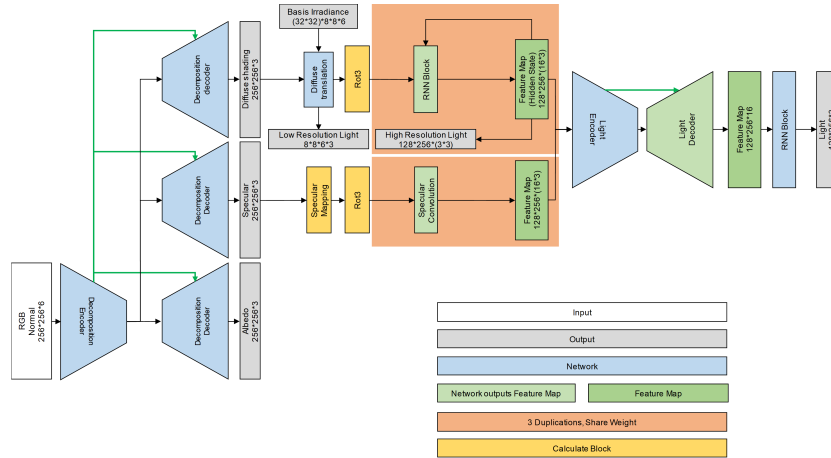 Basis Irradiance
(32*32)*8*8*6
Decomposition
decoder
Diffuse shading
256*256*3
Diffuse
translation
Rot3
RNN Block
Feature Map
(Hidden State)
128*256*(16*3)
Low Resolution Light
8*8*6*3
High Resolution Light
128*256*(3*3)
Light
Encoder
Light
Decoder
Feature Map
128*256*16
RNN Block
Light
Decomposition
Decoder
Specular
256*256*3
Specular
Mapping
Rot3
Specular
Convolution
Feature Map
128*256*(16*3)
RGB
Normal
256*256*6
Decomposition
Encoder
Decomposition
Decoder
Albedo
256*256*3
Input
Output
Network
Network outputs Feature Map
Feature Map
3 Duplications, Share Weight
Calculate Block